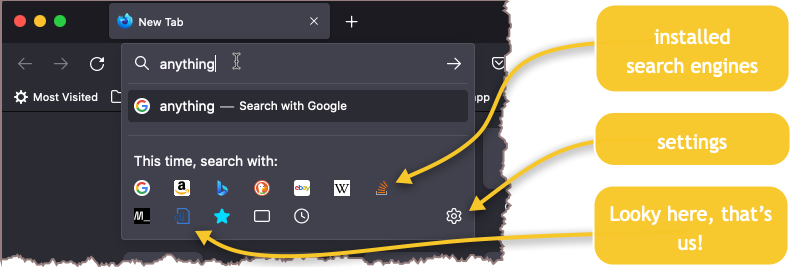 New Tab
anything
anything — Search with Google
Most Visited
app
This time, search with:
ebay
W
M_
installed
search engines
settings
Looky here, that's
us!